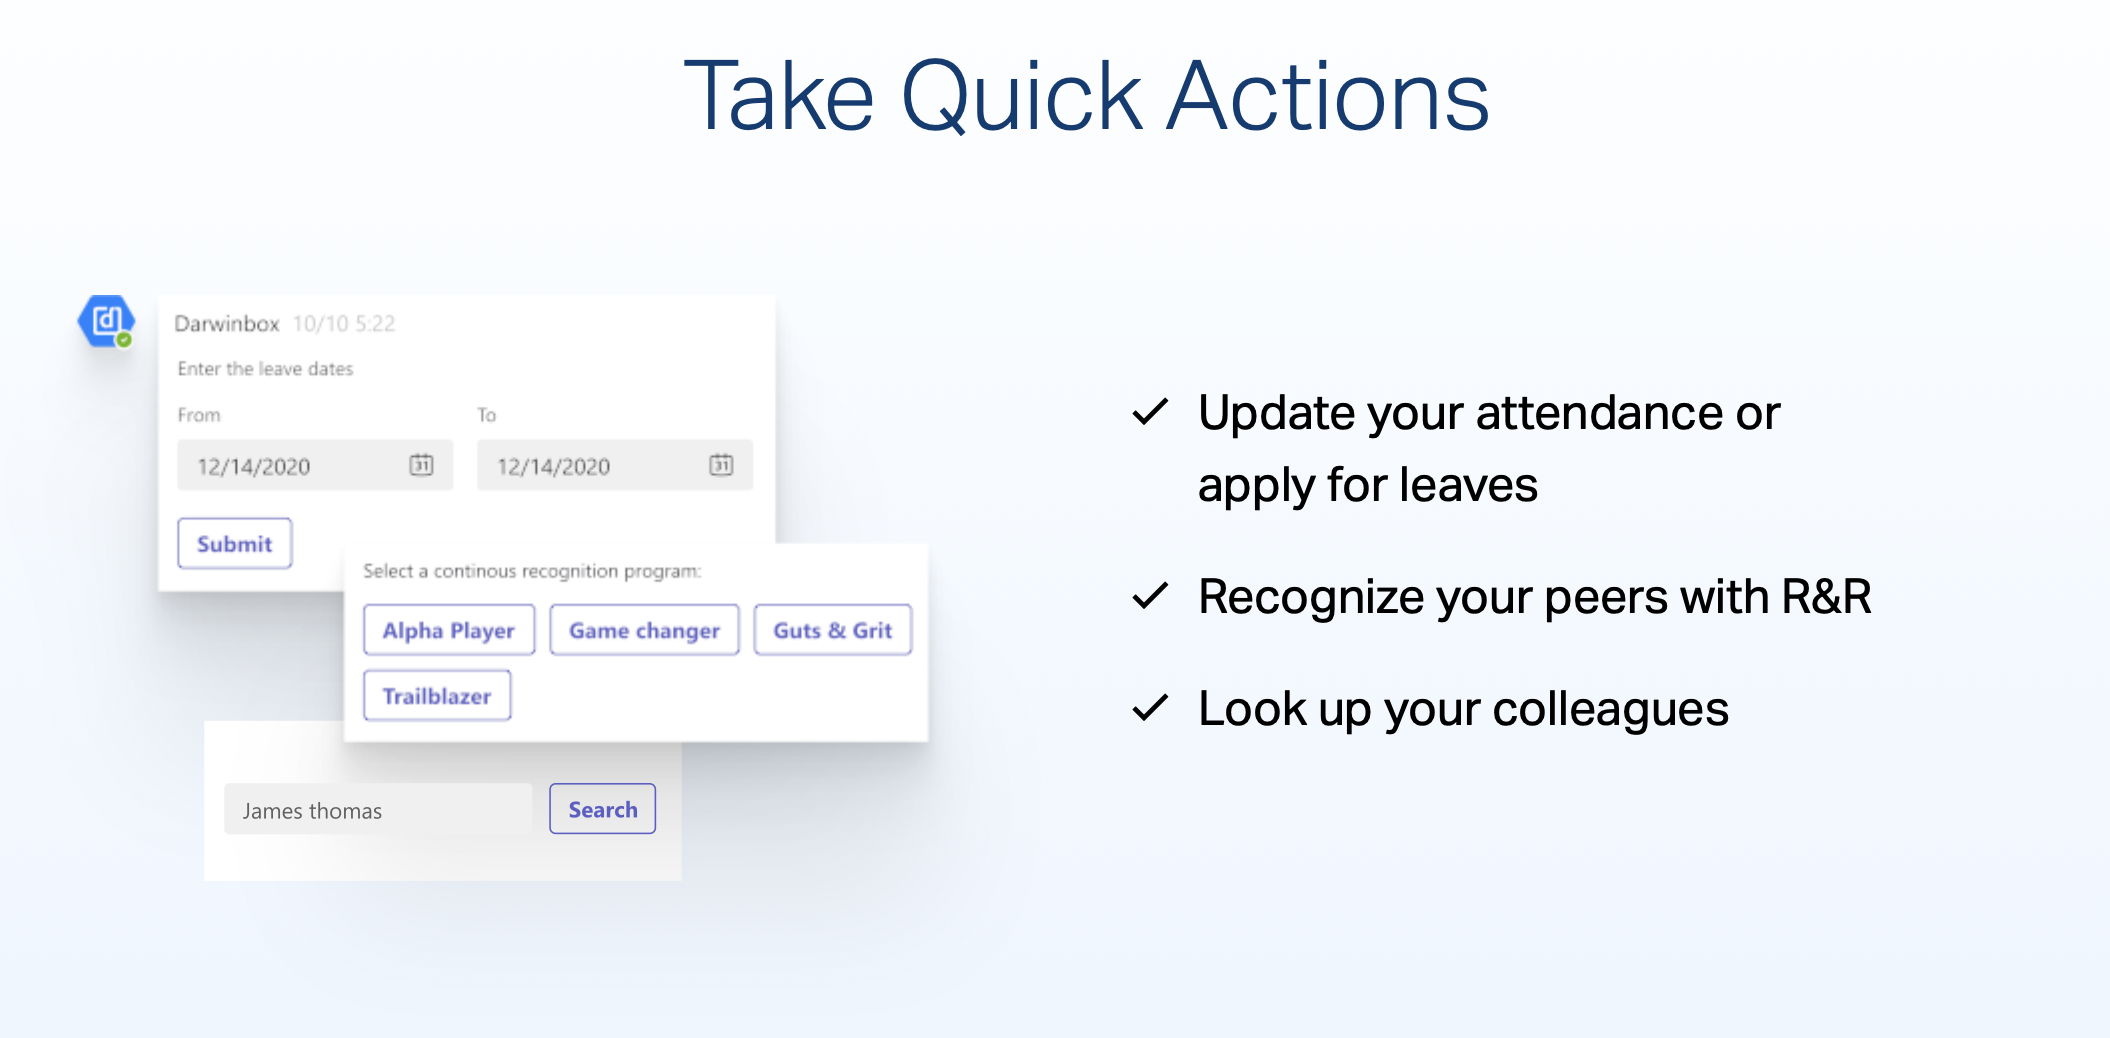 Take Quick Actions
Darwinbox 10/10 5:22
Enter the leave dates
From To
12/14/2020 12/14/2020
Submit
Select a continous recognition program:
Alpha Player Game changer Guts & Grit
Trailblazer
James thomas Search
Update your attendance or
apply for leaves
Recognize your peers with R&R
Look up your colleagues